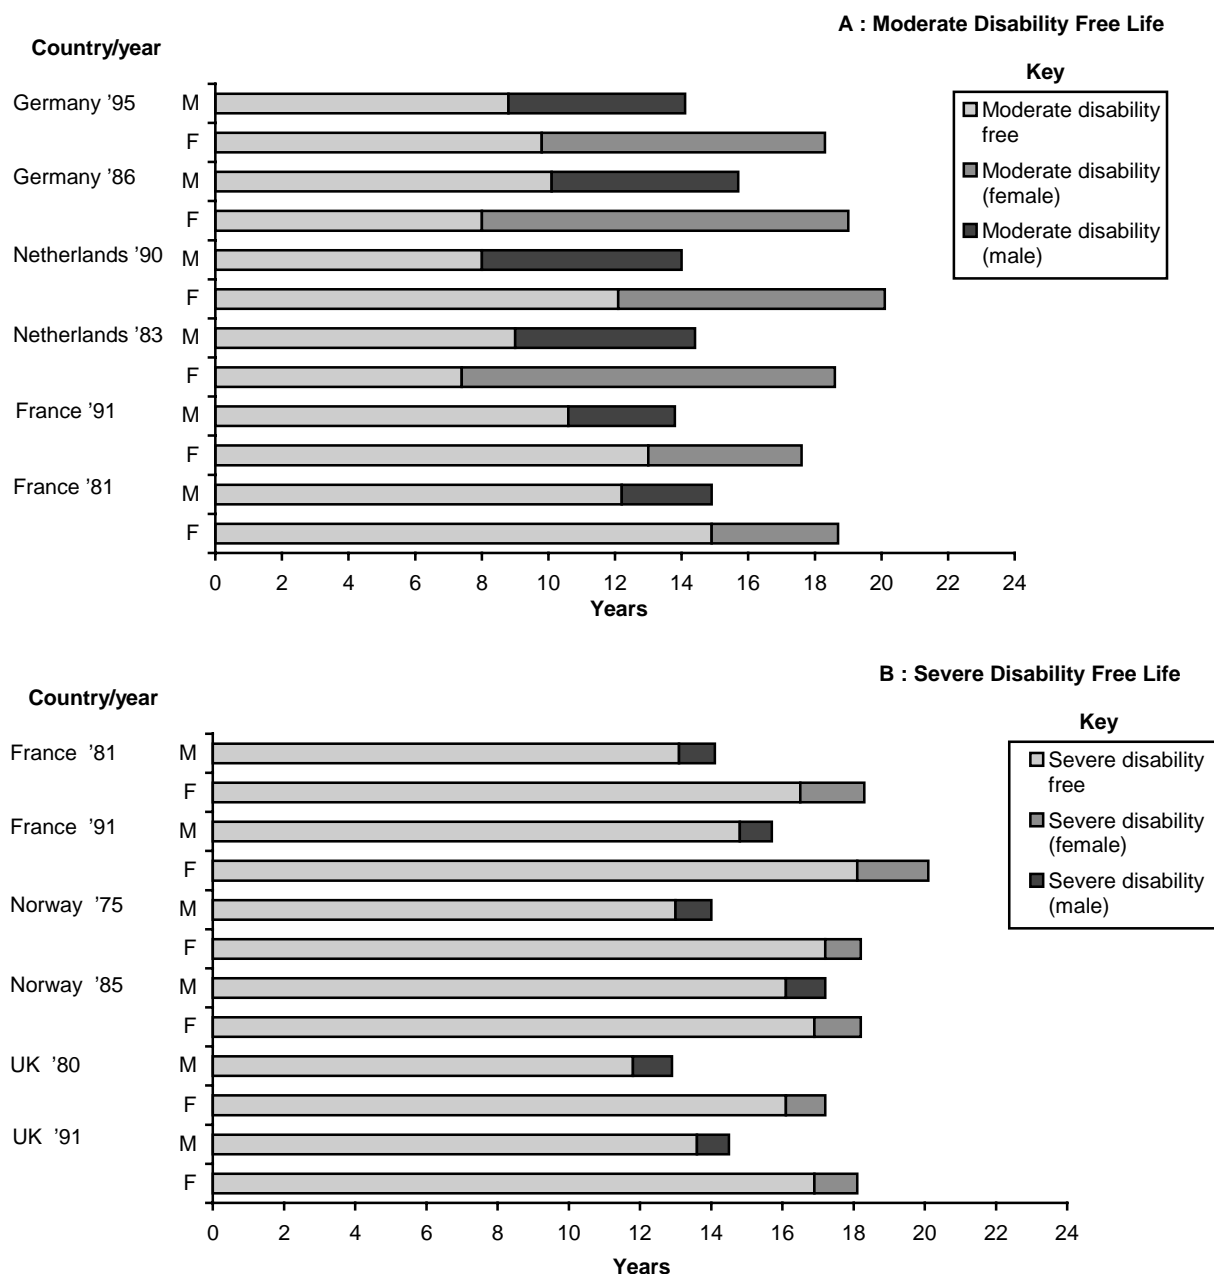 A : Moderate Disability Free Life
Country/year
Key
Germany ’95 M
Moderate disability
free
F
Germany ’86 M
Moderate disability
(female)
F
Netherlands ’90 M
Moderate disability
(male)
F
Netherlands ’83 M
F
France ’91 M
F
France ’81 M
F
0 2 4 6 8 10 12 14 16 18 20 22 24
Years
B : Severe Disability Free Life
Country/year
Key
France ’81 M
Severe disability
free
F
France ’91 M
Severe disability
(female)
F
Norway ’75 M
Severe disability
(male)
F
Norway ’85 M
F
UK ’80 M
F
UK ’91 M
F
0 2 4 6 8 10 12 14 16 18 20 22 24
Years